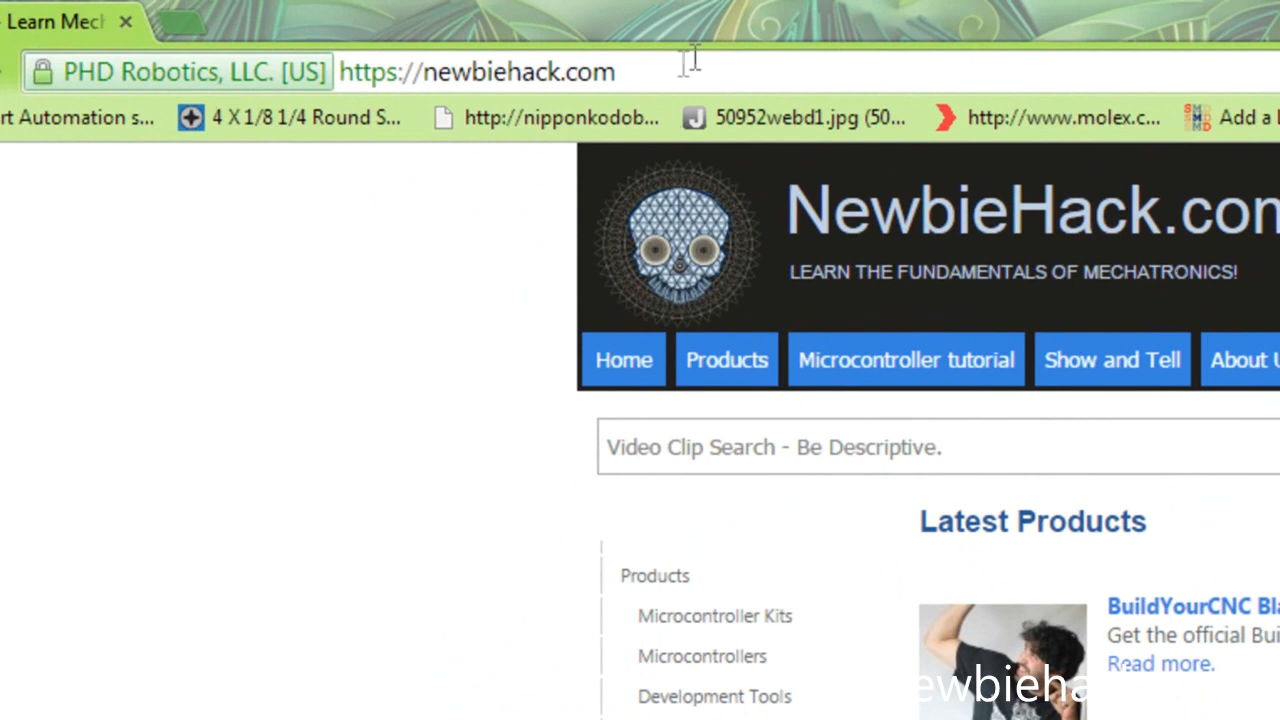 Learn Mech
PHD Robotics, LLC. [US] https://newbiehack.com
rt Automation s... 4 X 1/8 1/4 Round S... http://nipponkodob... 50952webd1.jpg (50... http://www.molex.c... Add a
NewbieHack.com
LEARN THE FUNDAMENTALS OF MECHATRONICS!
Home Products Microcontroller tutorial Show and Tell About
Video Clip Search - Be Descriptive.
Latest Products
Products
Microcontroller Kits
Microcontrollers
Development Tools
BuildYourCNC Bla
Get the official Bui
Read more.
ewbieha